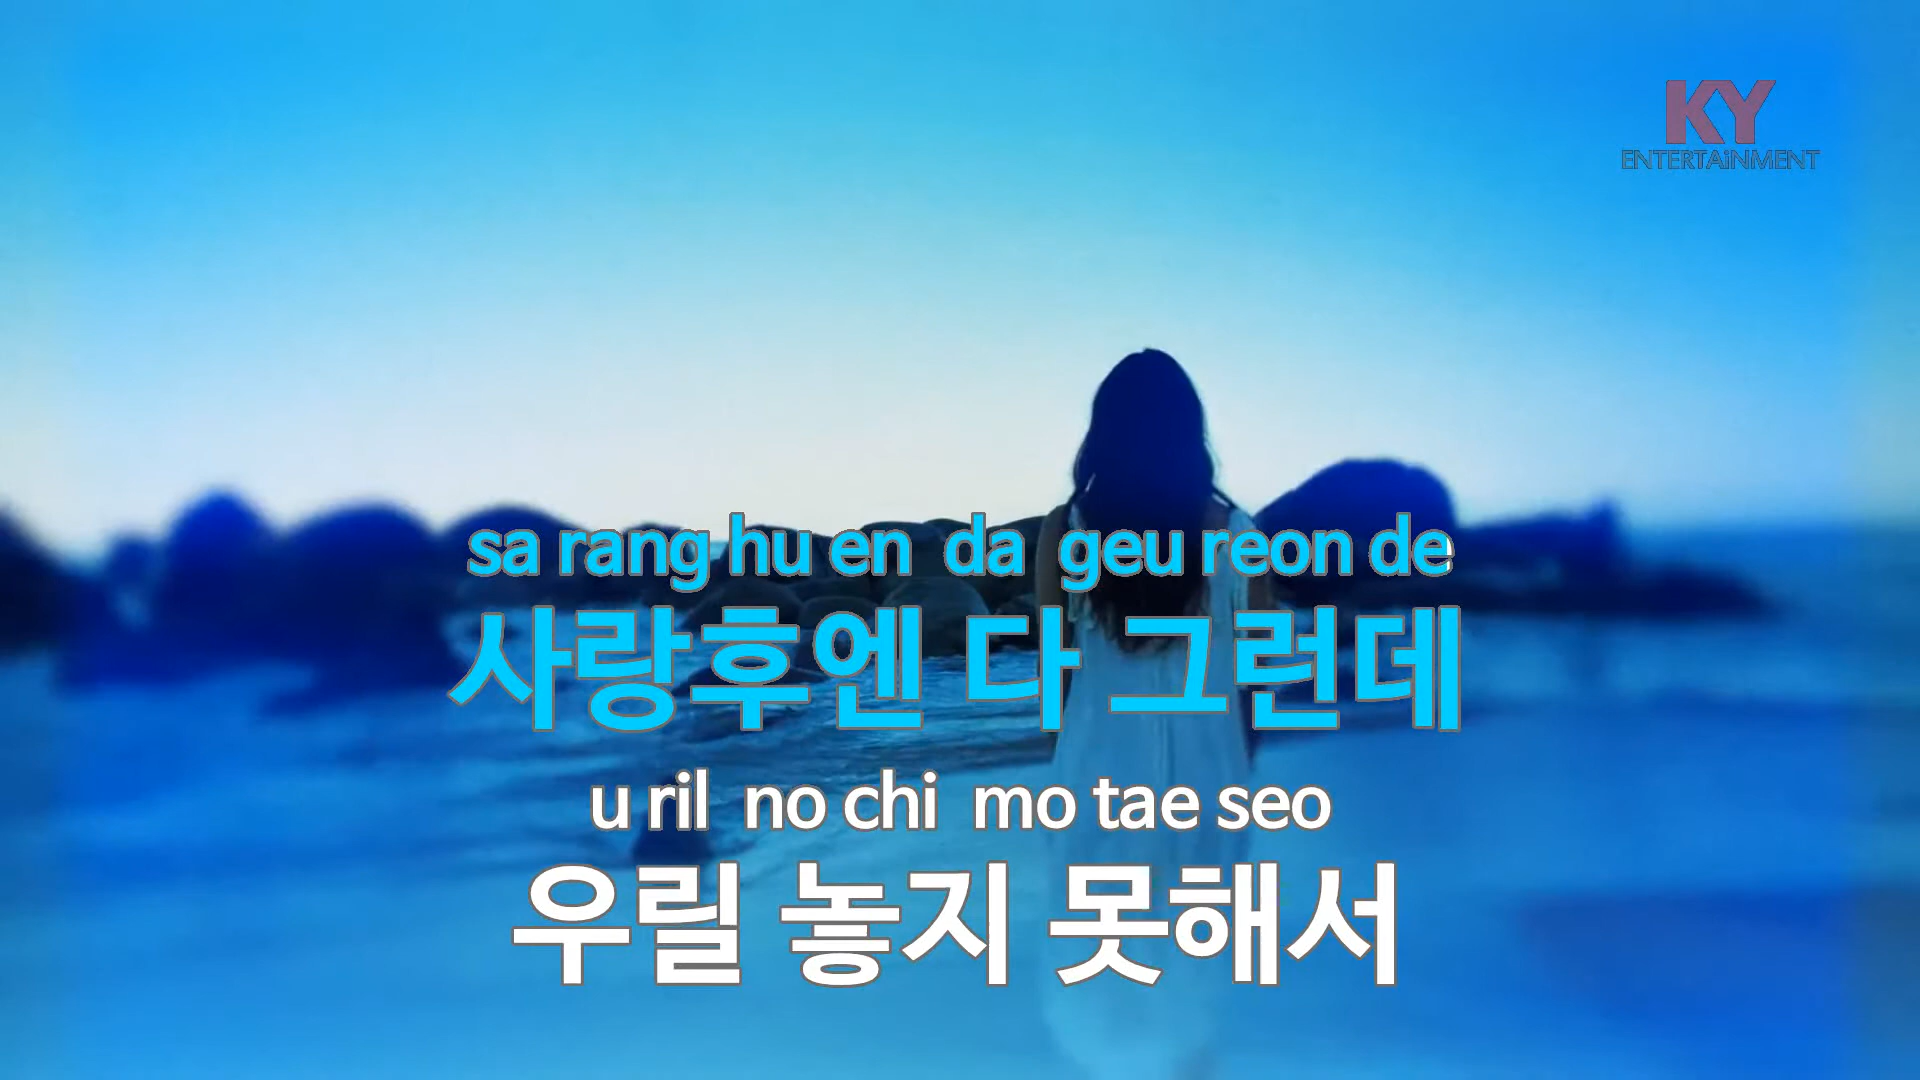 KY
ENTERTAiNMENT
sa rang hu en da geu reon de
사랑후엔 다 그런데
u ril no chi mo tae seo
우릴 놓지 못해서